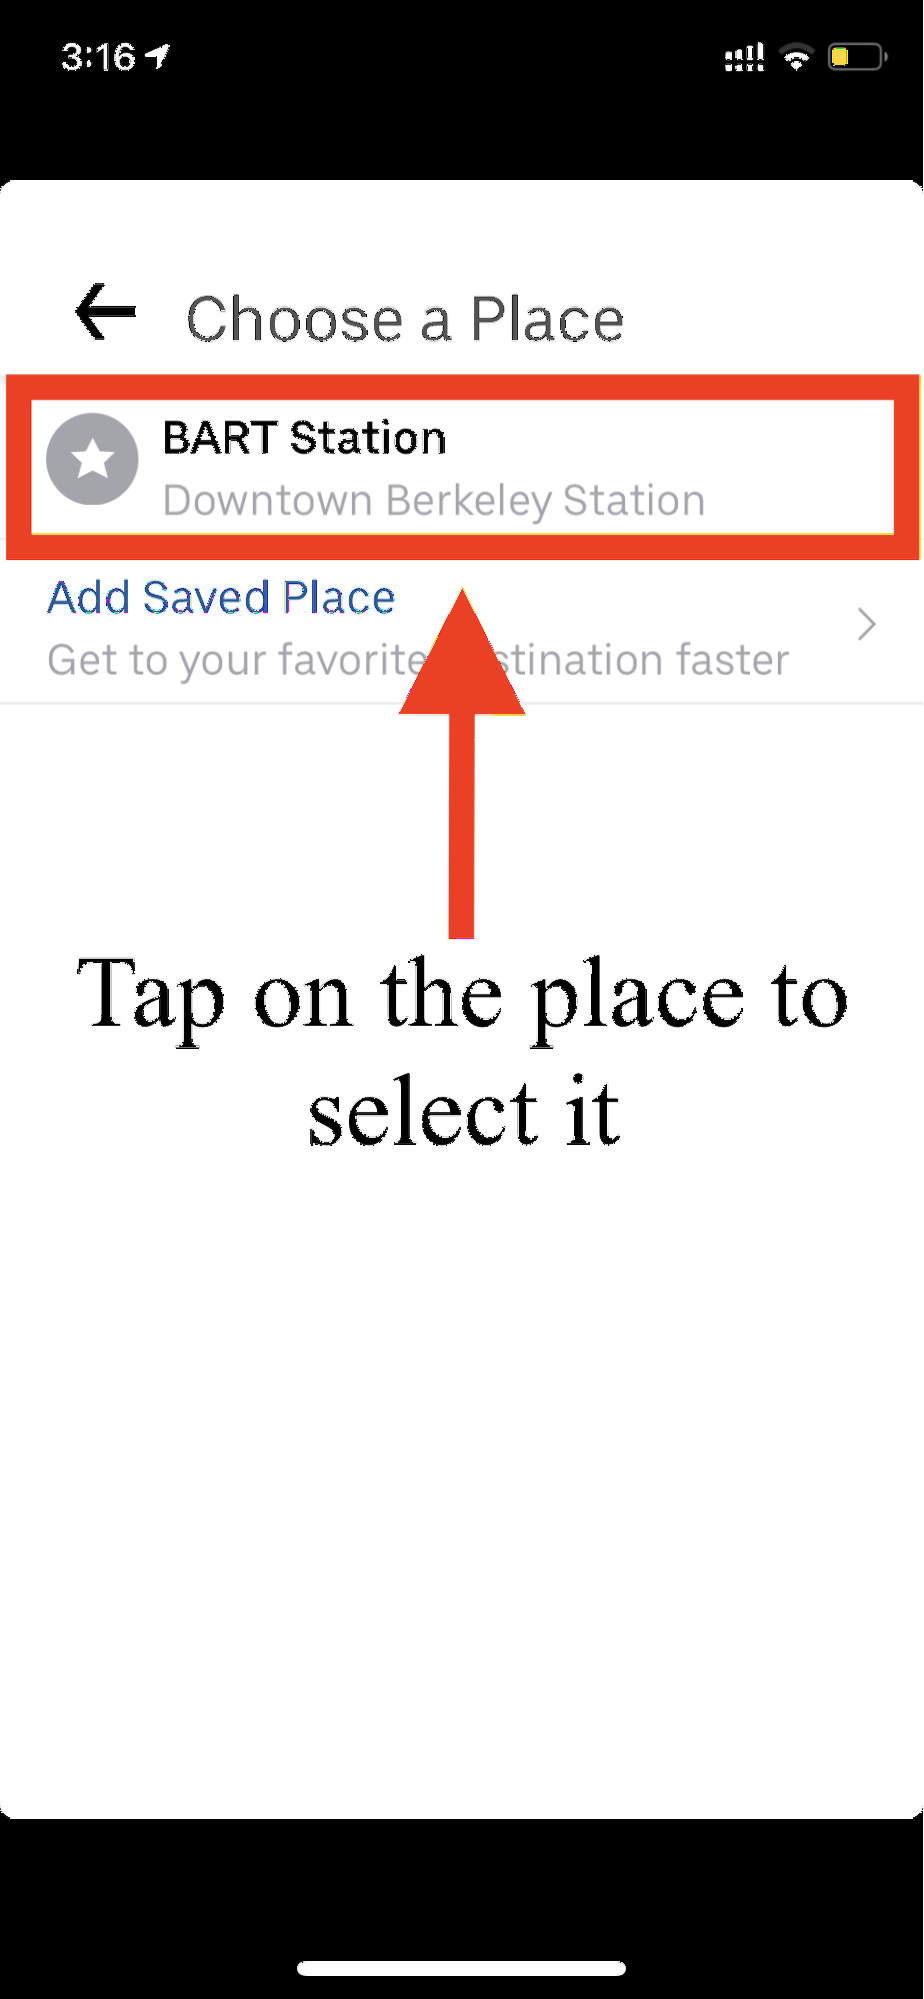 3:16
Choose a Place
BART Station
Downtown Berkeley Station
Add Saved Place
Get to your favorite stination faster
Tap on the place to
select it